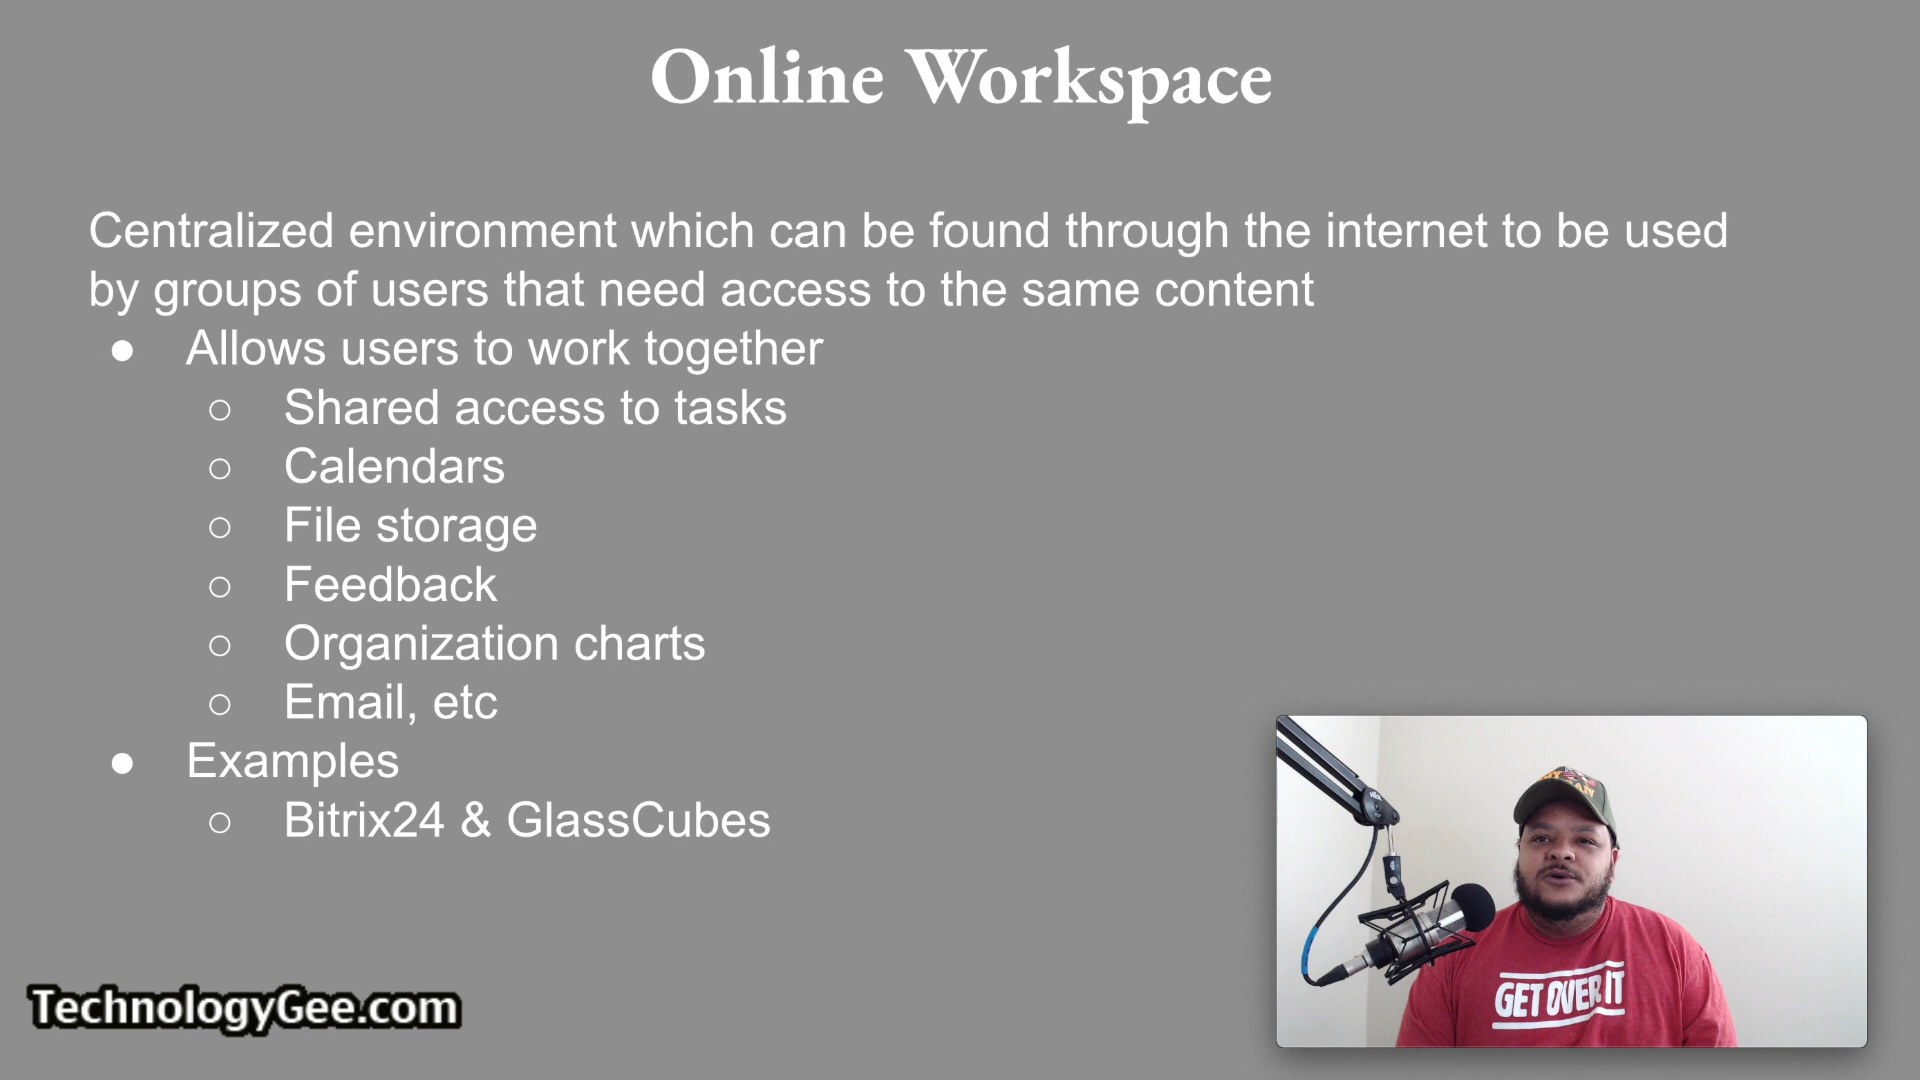 Online Workspace
Centralized environment which can be found through the internet to be used
by groups of users that need access to the same content
● Allows users to work together
○ Shared access to tasks
○ Calendars
○ File storage
○ Feedback
○ Organization charts
○ Email, etc
● Examples
○ Bitrix24 & GlassCubes
GET OVER IT
TechnologyGee.com